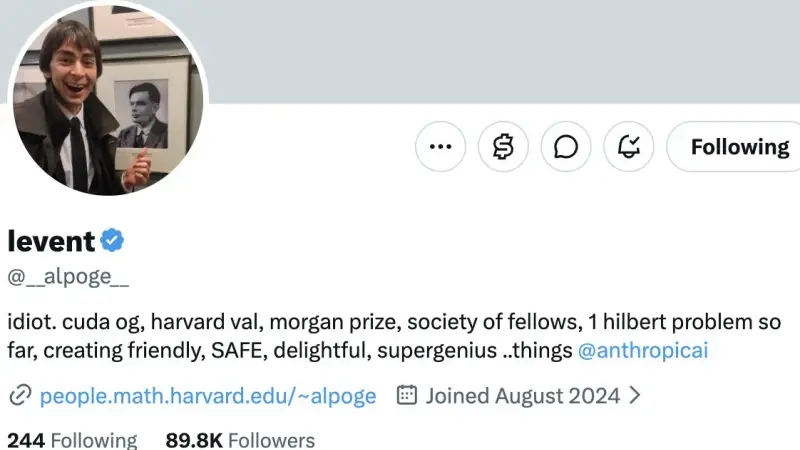 Following
levent
@__alpoge__
idiot. cuda og, harvard val, morgan prize, society of fellows, 1 hilbert problem so
far, creating friendly, SAFE, delightful, supergenius ..things @anthropicai
people.math.harvard.edu/~alpoge Joined August 2024
244 Following 89.8K Followers